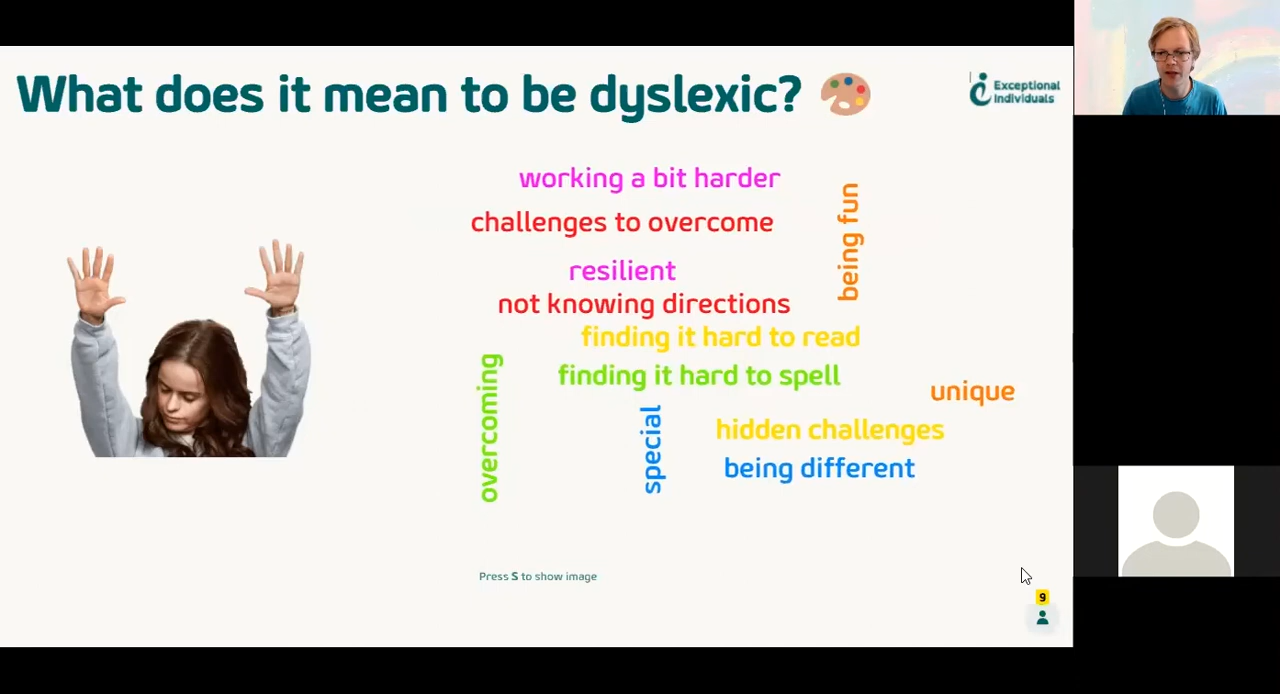 What does it mean to be dyslexic?
Exceptional
Individuals
working a bit harder
being fun
challenges to overcome
resilient
not knowing directions
finding it hard to read
overcoming
finding it hard to spell
unique
special
hidden challenges
being different
Press S to show image
9